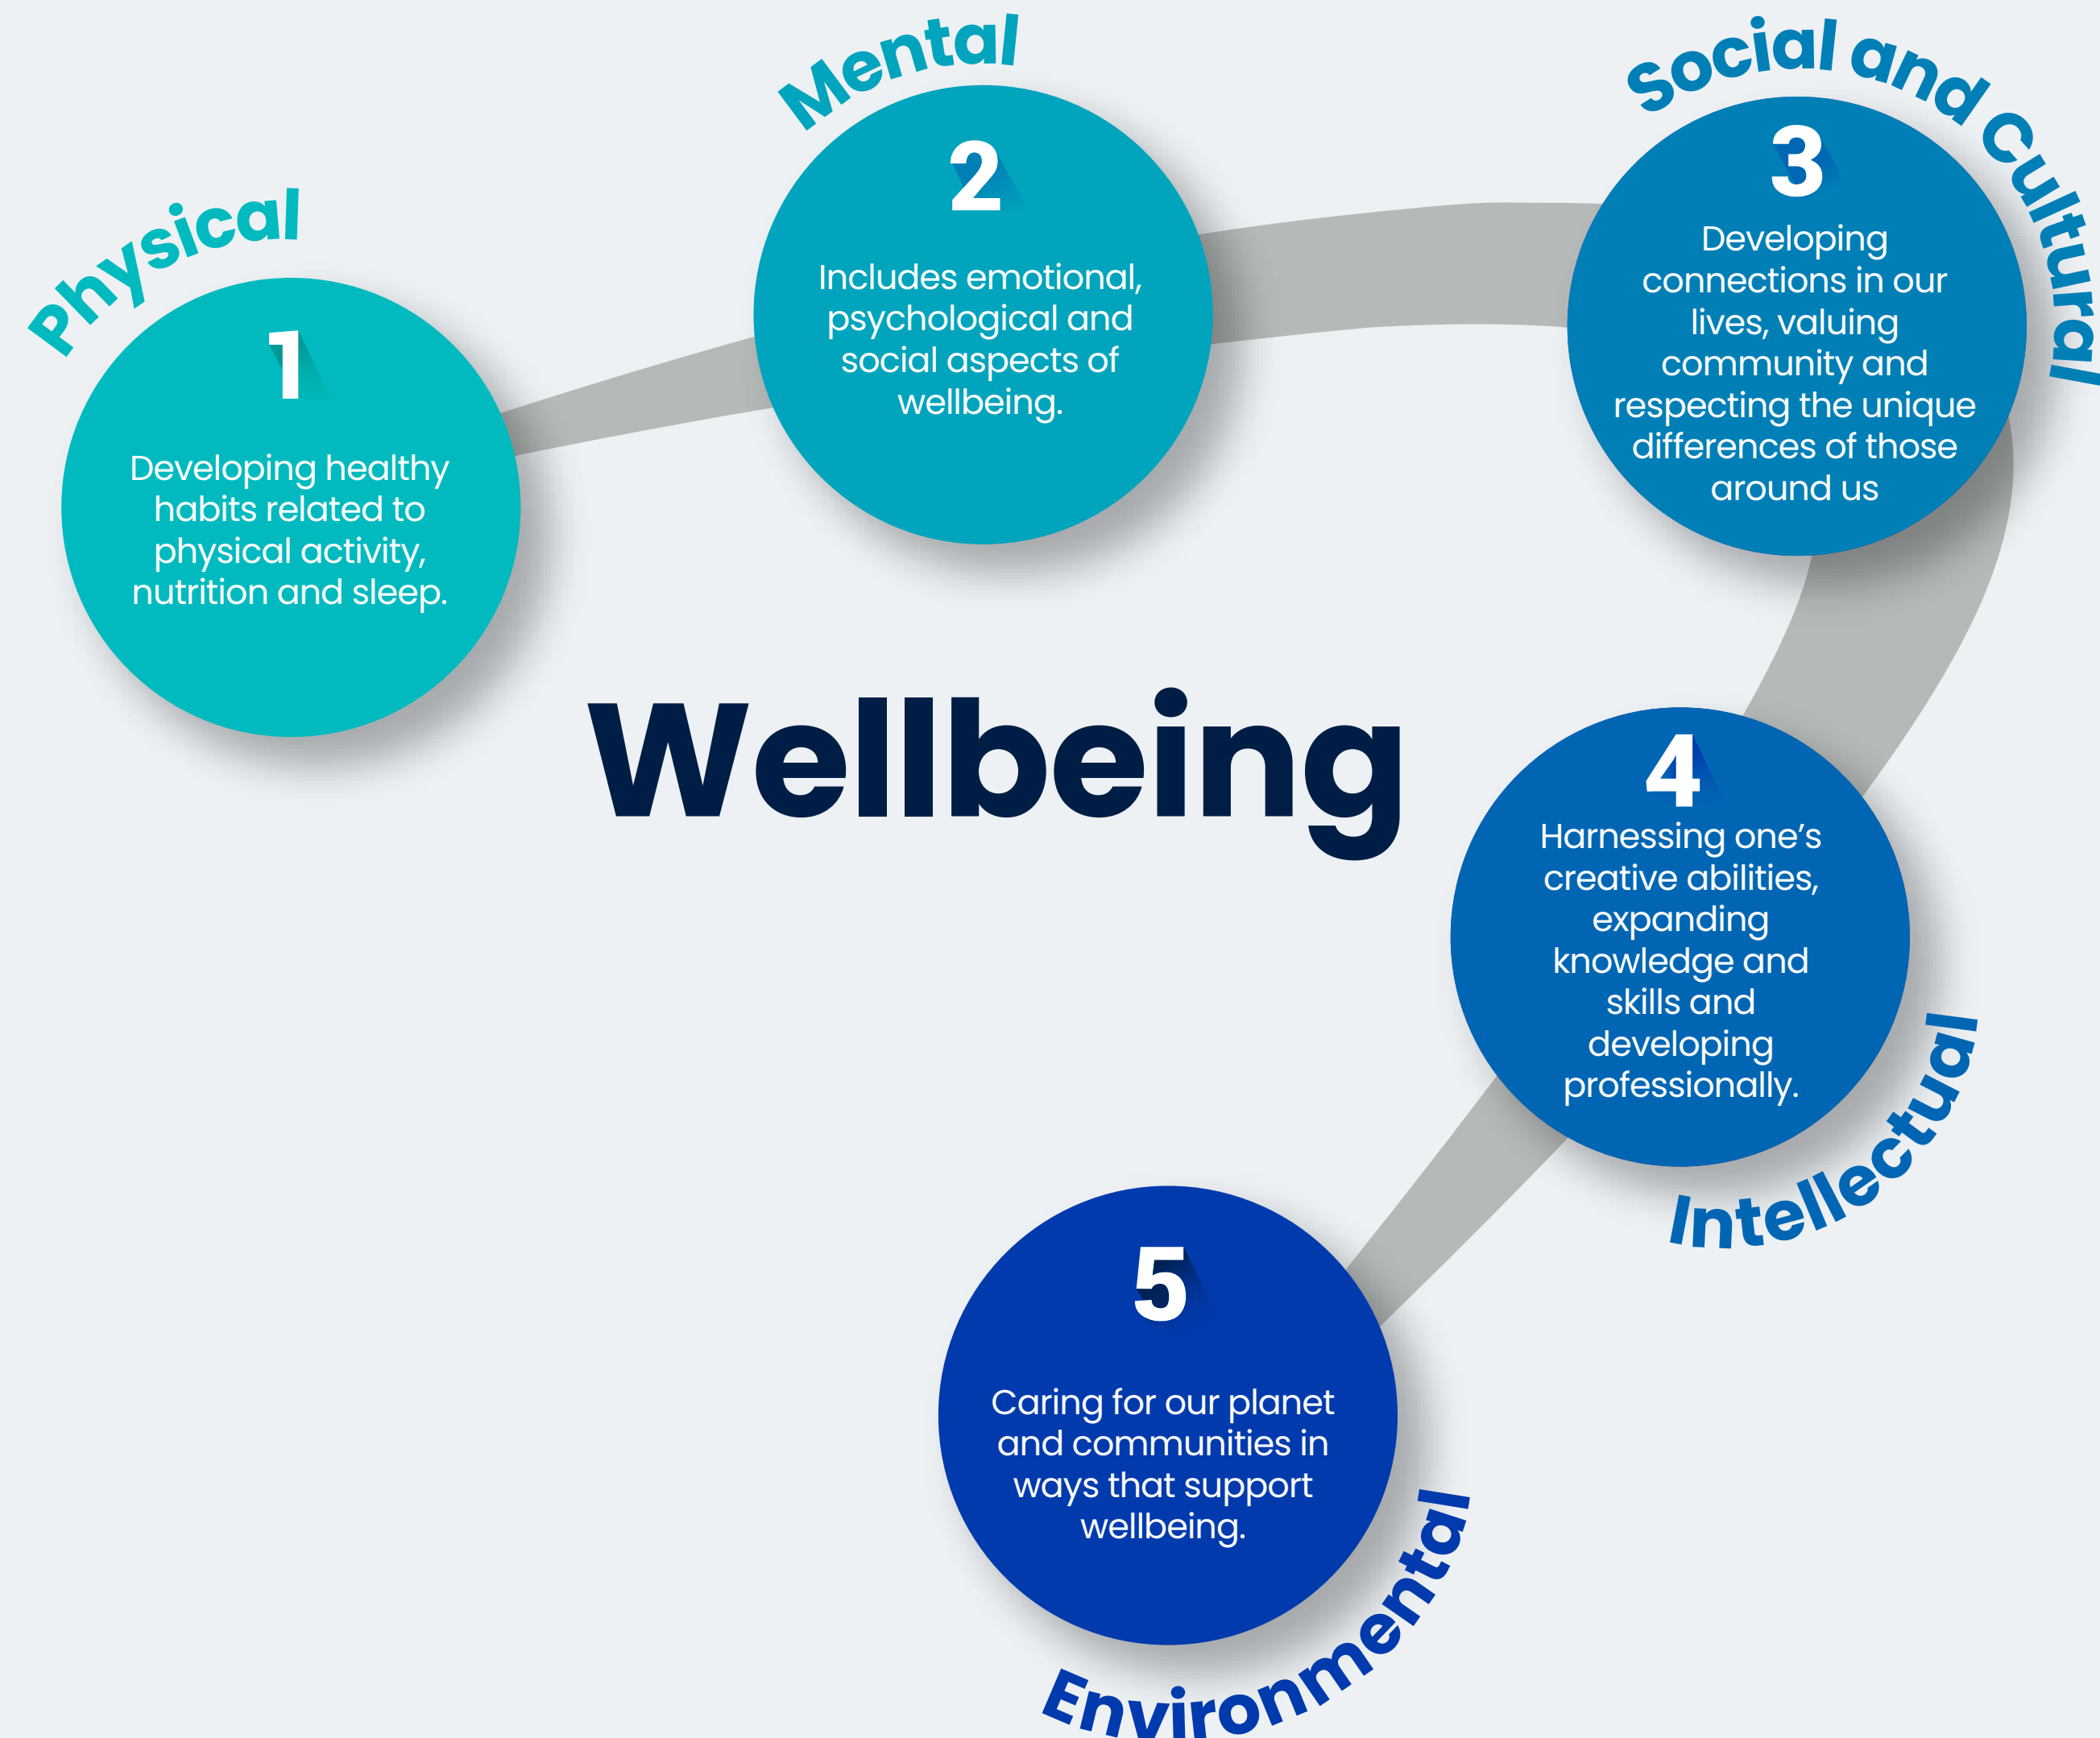 Physical
1
Developing healthy
habits related to
physical activity,
nutrition and sleep.
Mental
2
Includes emotional,
psychological and
social aspects of
wellbeing.
Social and Cultural
3
Developing
connections in our
lives, valuing
community and
respecting the unique
differences of those
around us
Wellbeing
4
Harnessing one’s
creative abilities,
expanding
knowledge and
skills and
developing
professionally.
Intellectual
5
Caring for our planet
and communities in
ways that support
wellbeing.
Environmental